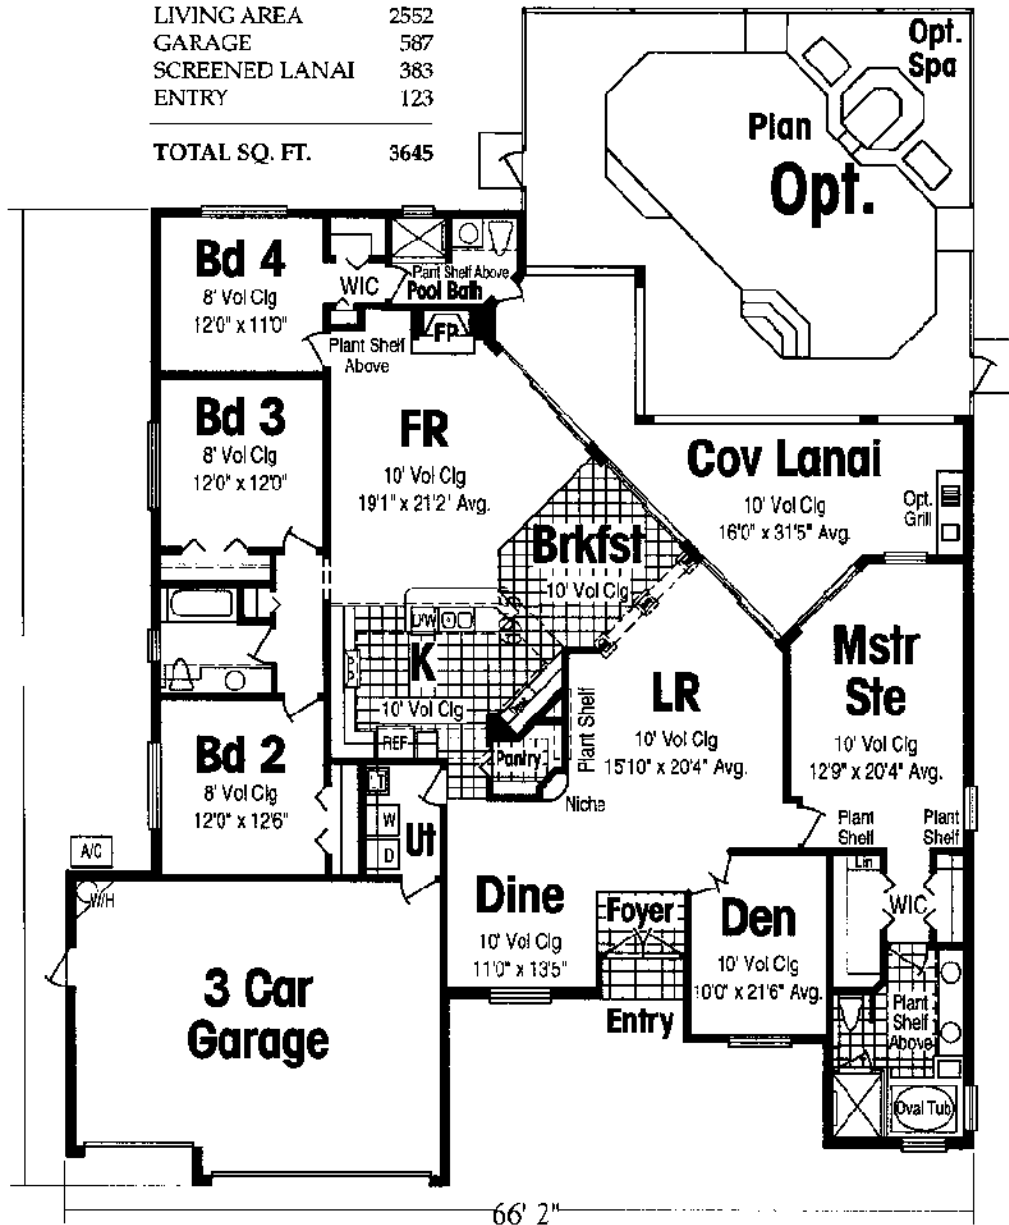 LIVING AREA 2552
GARAGE 587
SCREENED LANAI 383
ENTRY 123
TOTAL SQ. FT. 3645
Opt.
Spa
Plan
Opt.
Bd 4
8' Vol Clg
12'0" x 11'0"
WIC
Plant Shelf Above
Pool Bath
FP
Plant Shelf
Above
Bd 3
8' Vol Clg
12'0" x 12'0"
FR
10' Vol Clg
19'1" x 21'2" Avg.
Cov Lanai
10' Vol Clg
16'0" x 31'5" Avg.
Opt.
Grill
Brkfst
10' Vol Clg
D/W
K
10' Vol Clg
REF
Pantry
Plant Shelf
Niche
LR
10' Vol Clg
15'10" x 20'4" Avg.
Mstr
Ste
10' Vol Clg
12'9" x 20'4" Avg.
Plant
Shelf
Plant
Shelf
Bd 2
8' Vol Clg
12'0" x 12'6"
LT
W
D
Ut
A/C
W/H
Lin
WIC
Dine
10' Vol Clg
11'0" x 13'5"
Foyer
Entry
Den
10' Vol Clg
10'0" x 21'6" Avg.
3 Car
Garage
Plant
Shelf
Above
Oval Tub
66' 2"